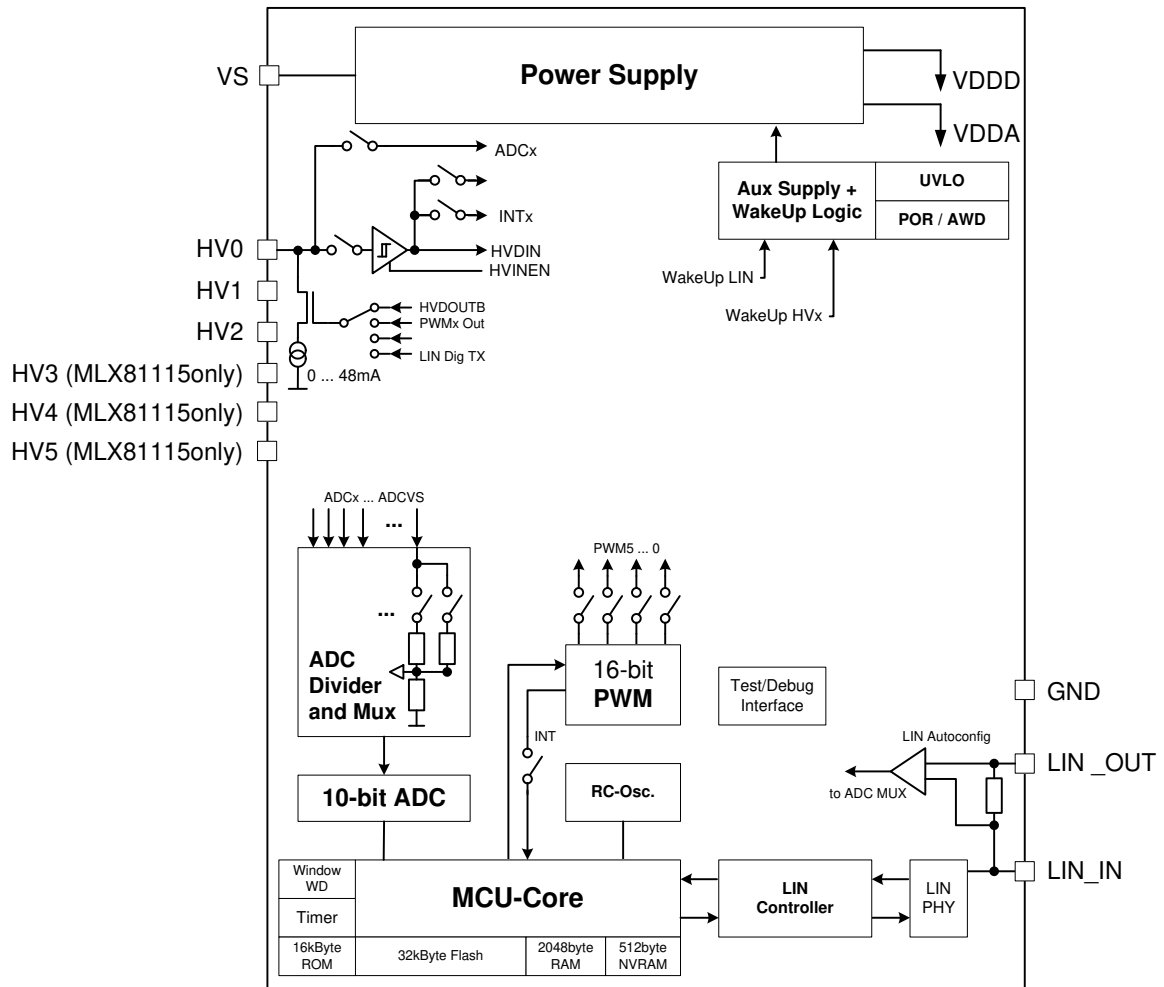 Power Supply
VS
VDDD
VDDA
ADCx
INTx
HVDIN
HVINEN
Aux Supply +
WakeUp Logic
UVLO
POR / AWD
WakeUp LIN
WakeUp HVx
HV0
HV1
HV2
HV3 (MLX81115only)
HV4 (MLX81115only)
HV5 (MLX81115only)
HVDOUTB
PWMx Out
LIN Dig TX
0 ... 48mA
ADCx ... ADCVS
...
...
ADC
Divider
and Mux
PWM5 ... 0
16-bit
PWM
INT
Test/Debug
Interface
GND
LIN Autoconfig
LIN _OUT
to ADC MUX
10-bit ADC
RC-Osc.
Window
WD
Timer
MCU-Core
LIN
Controller
LIN
PHY
LIN_IN
16kByte
ROM
32kByte Flash
2048byte
RAM
512byte
NVRAM